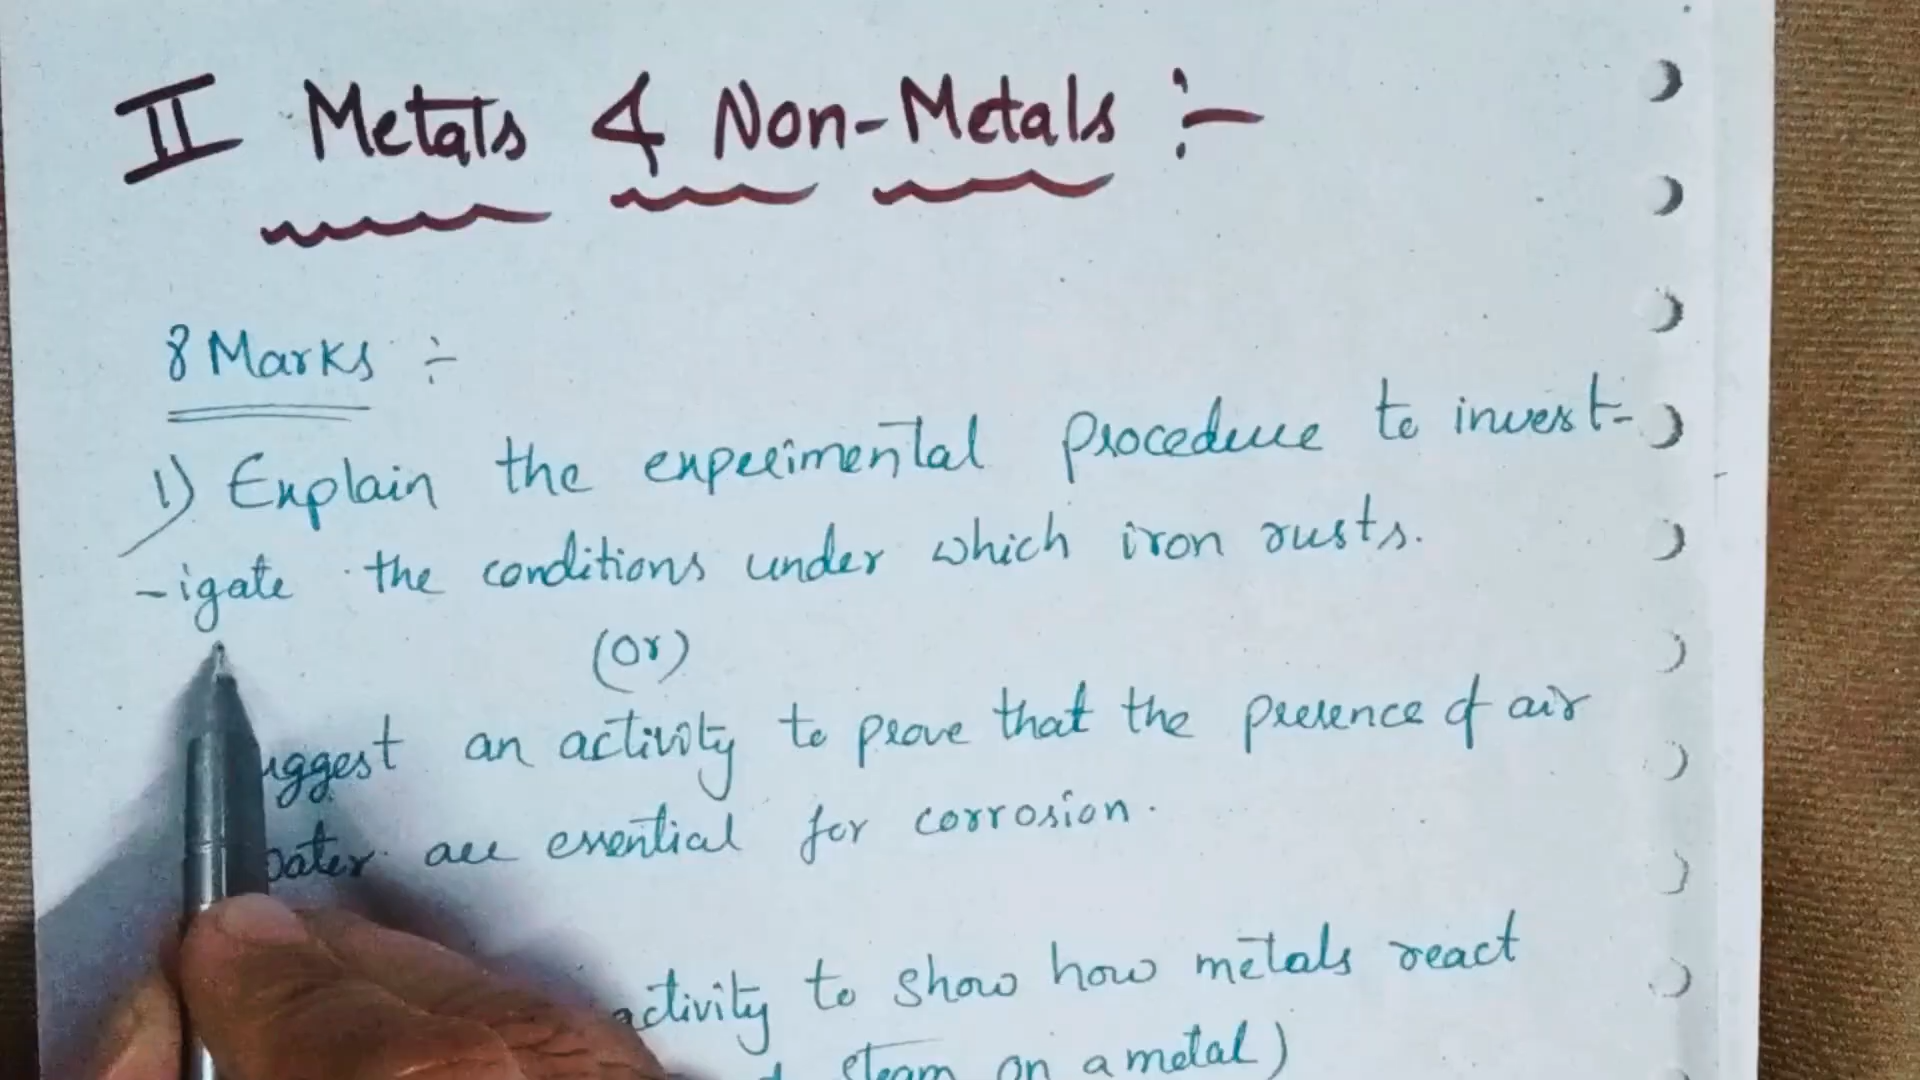 II Metals & Non-Metals :-
8 Marks :-
1) Explain the experimental procedure to invest-
-igate the conditions under which iron rusts.
(Or)
an activity to prove that the presence of air
are essential for corrosion.
activity to show how metals react
steam on a metal)